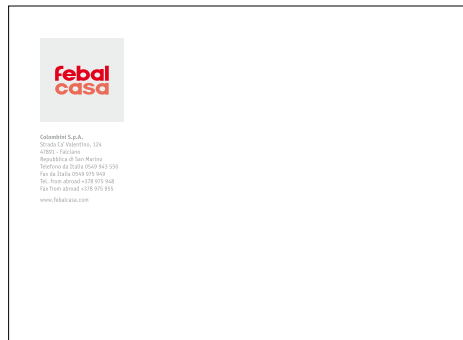 febal
casa
Colombini S.p.A.
Strada Ca' Valentino, 124
47891 - Falciano
Repubblica di San Marino
Telefono da Italia 0549 943 550
Fax da Italia 0549 975 949
Tel. from abroad +378 975 948
Fax from abroad +378 975 955
www.febalcasa.com